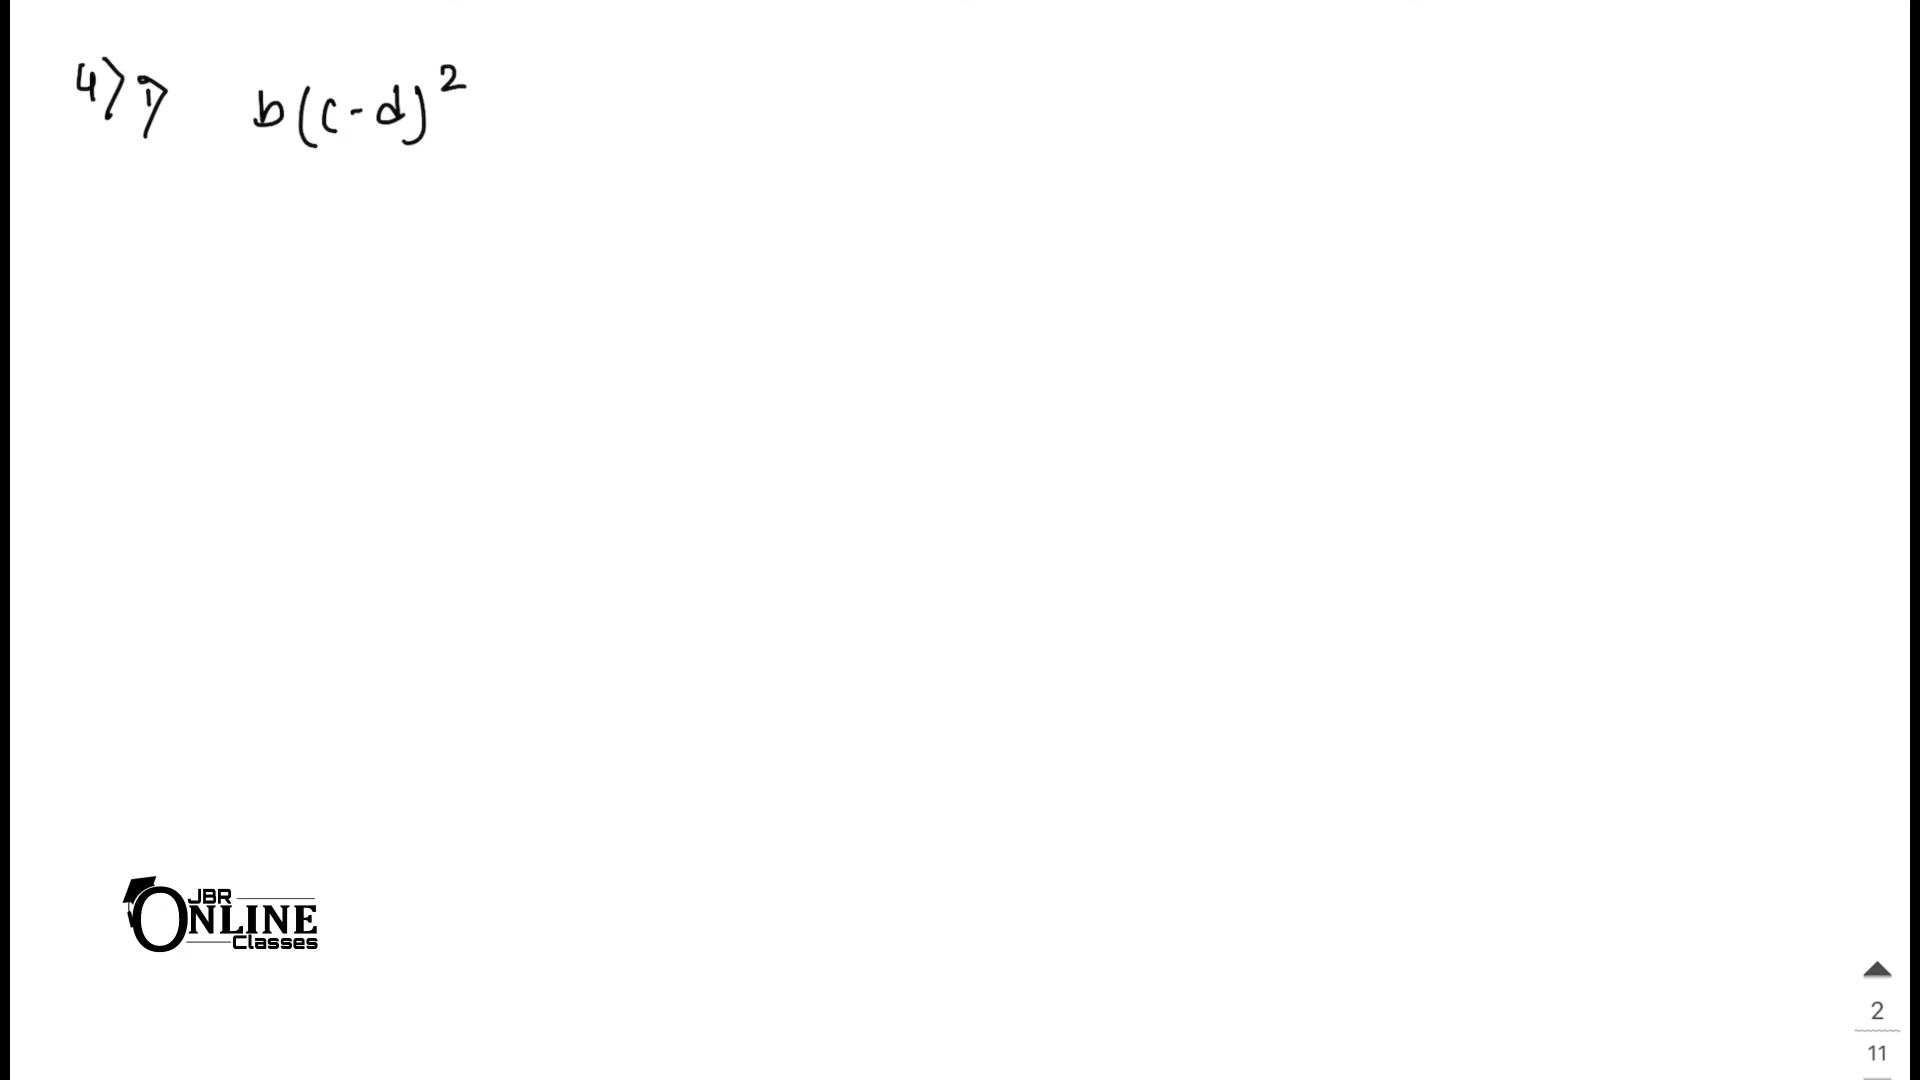 4> i> b(c-d)²
JBR
ONLINE
Classes
2
11